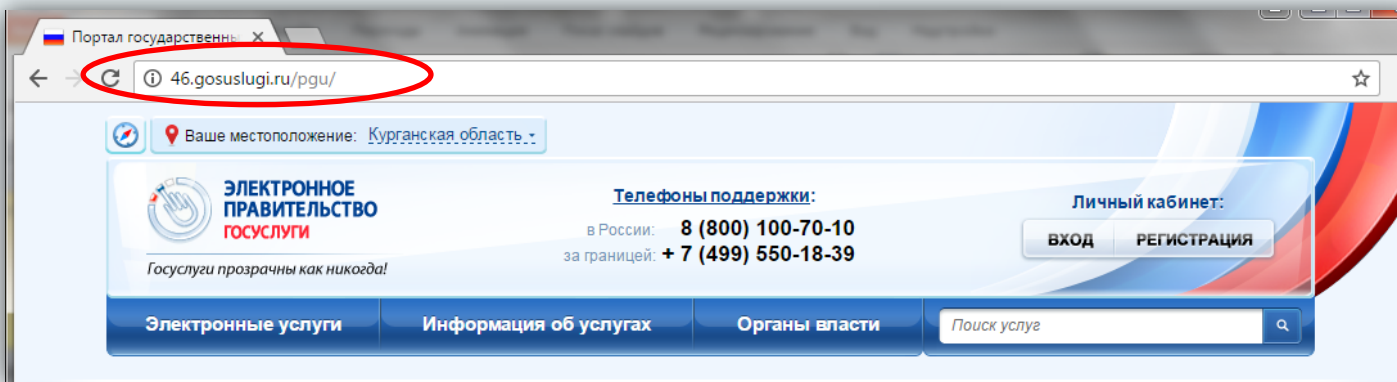 Портал государственны
46.gosuslugi.ru/pgu/
Ваше местоположение: Курганская область
ЭЛЕКТРОННОЕ
ПРАВИТЕЛЬСТВО
ГОСУСЛУГИ
Госуслуги прозрачны как никогда!
Телефоны поддержки:
в России: 8 (800) 100-70-10
за границей: + 7 (499) 550-18-39
Личный кабинет:
ВХОД РЕГИСТРАЦИЯ
Электронные услуги Информация об услугах Органы власти Поиск услуг